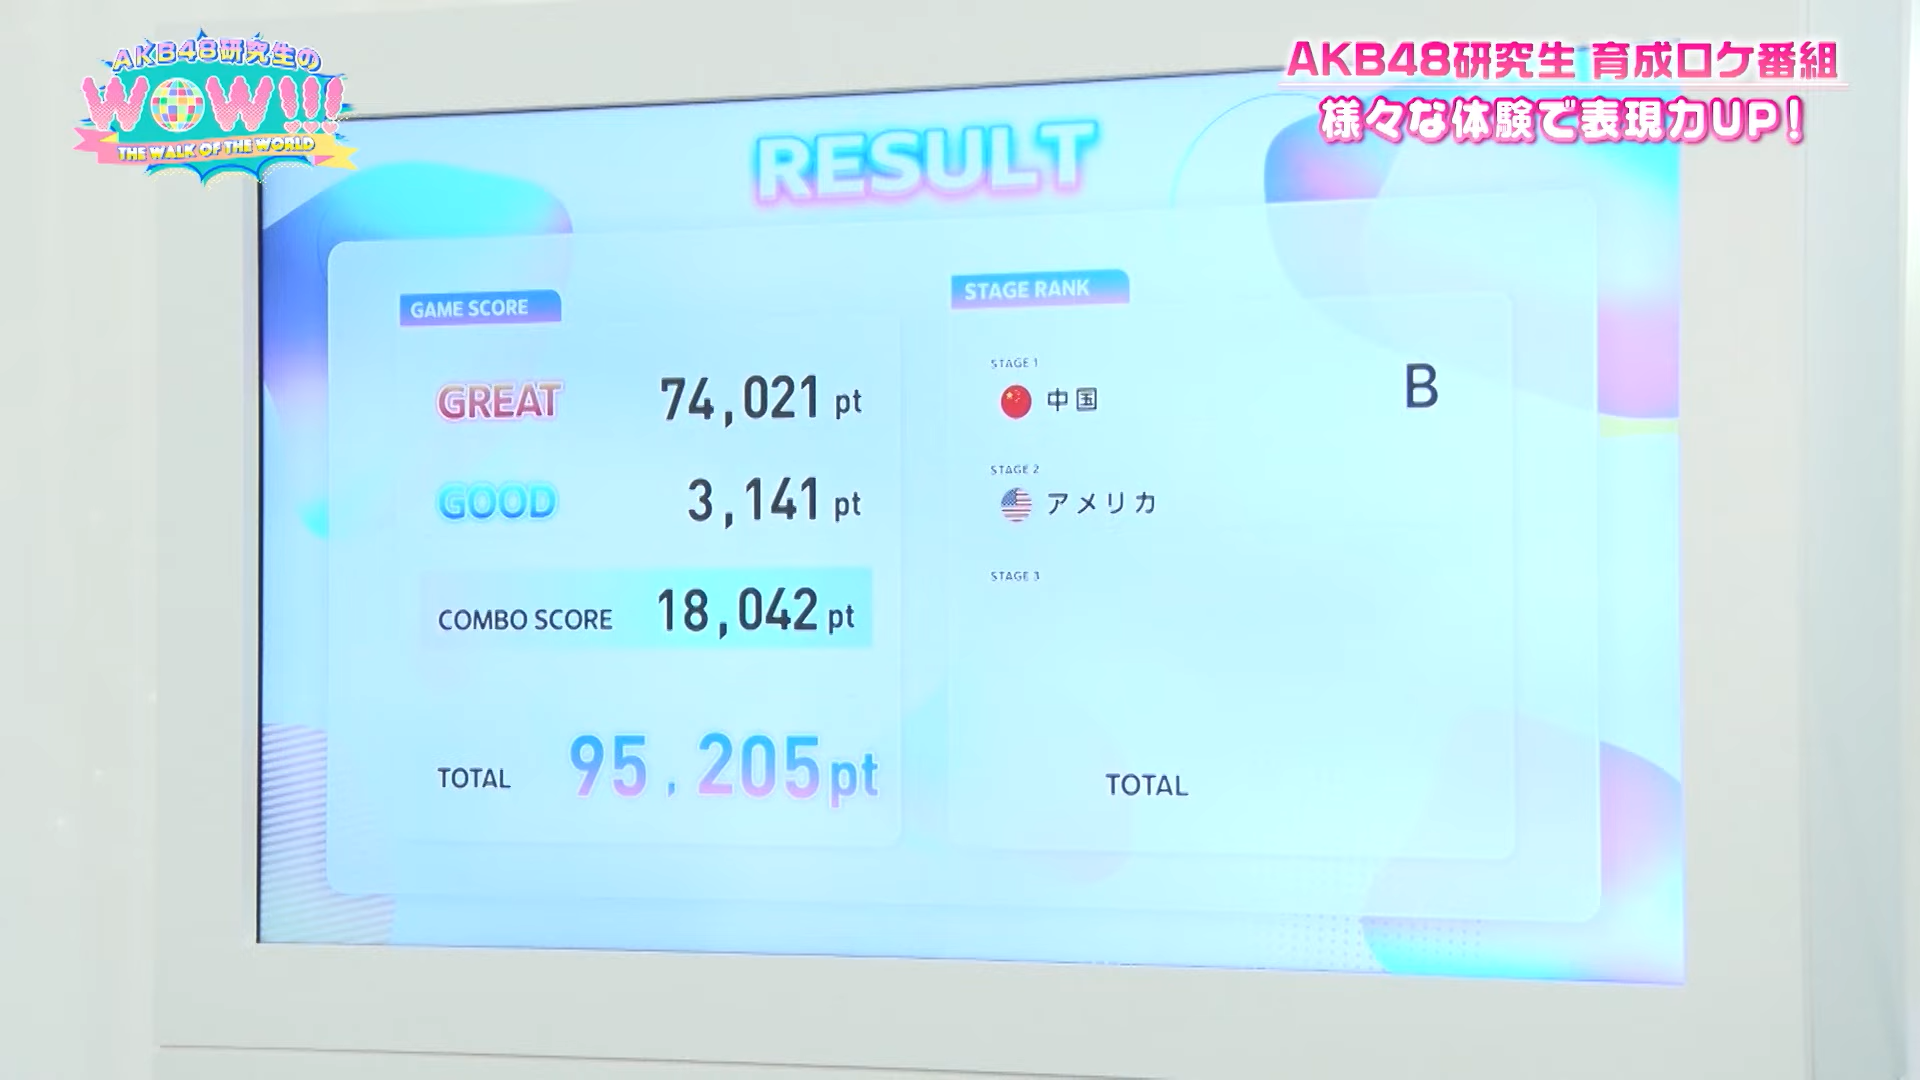 AKB48研究生の
WOW!!!
THE WALK OF THE WORLD
AKB48研究生 育成ロケ番組
様々な体験で表現力UP!
RESULT
GAME SCORE
GREAT 74,021 pt
GOOD 3,141 pt
COMBO SCORE 18,042 pt
TOTAL 95,205pt
STAGE RANK
STAGE 1
中国 B
STAGE 2
アメリカ
STAGE 3
TOTAL